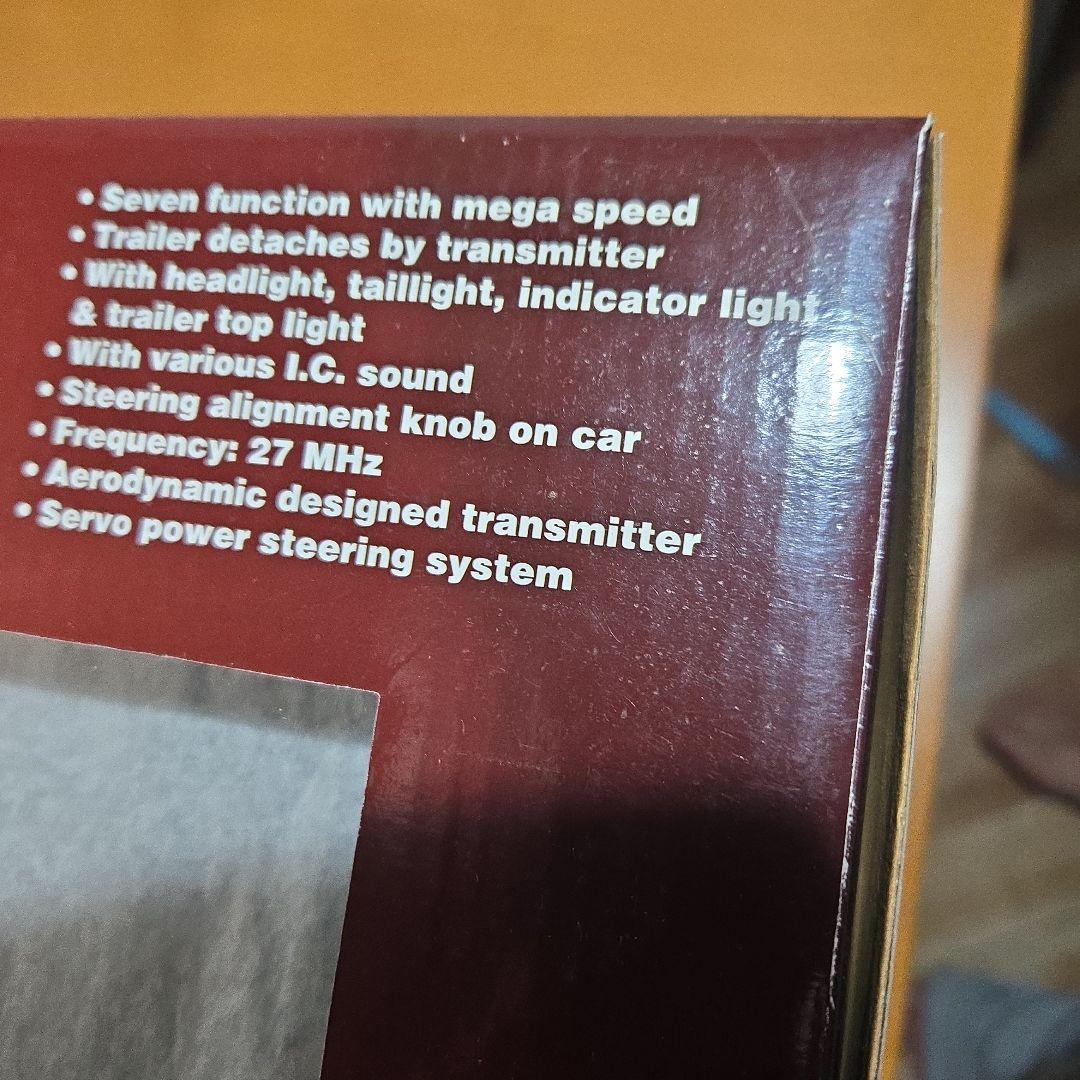 • Seven function with mega speed
• Trailer detaches by transmitter
• With headlight, taillight, indicator light
& trailer top light
• With various I.C. sound
• Steering alignment knob on car
• Frequency: 27 MHz
• Aerodynamic designed transmitter
• Servo power steering system